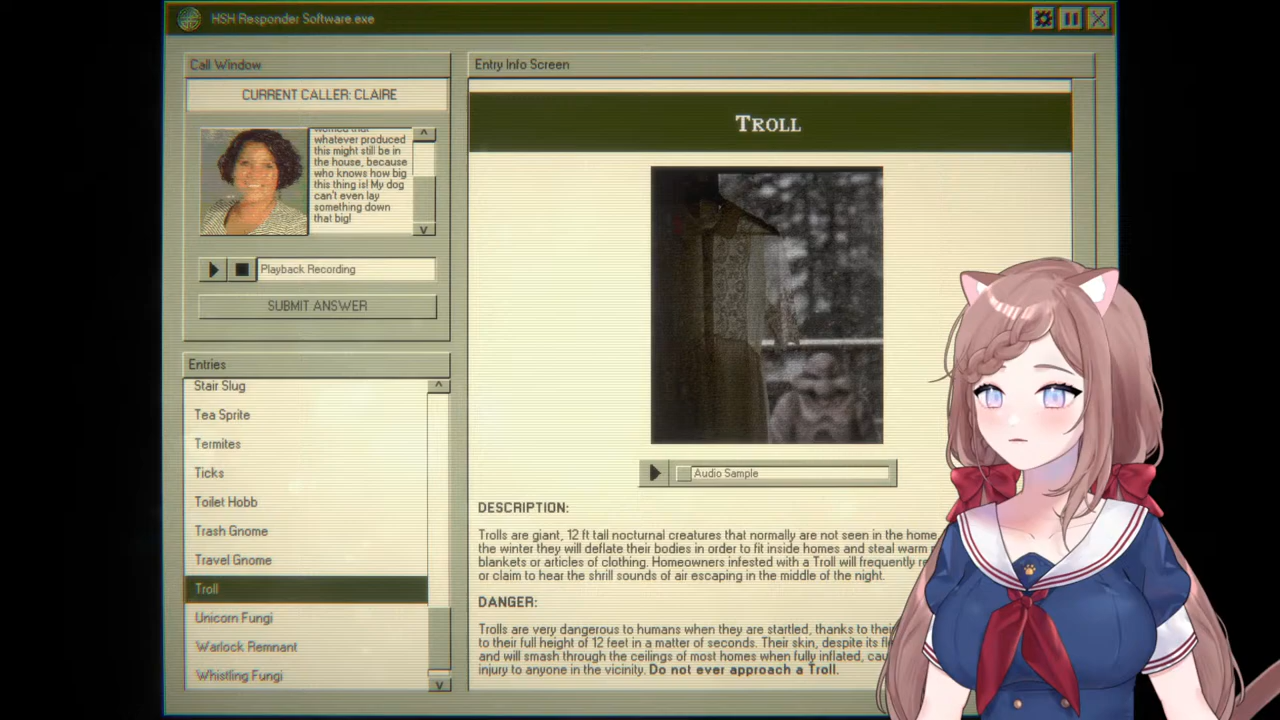 HSH Responder Software.exe
Call Window
CURRENT CALLER: CLAIRE
whatever produced
this might still be in
the house, because
who knows how big
this thing is! My dog
can't even lay
something down
that big!
Playback Recording
SUBMIT ANSWER
Entries
Stair Slug
Tea Sprite
Termites
Ticks
Toilet Hobb
Trash Gnome
Travel Gnome
Troll
Unicorn Fungi
Warlock Remnant
Whistling Fungi
Entry Info Screen
TROLL
Audio Sample
DESCRIPTION:
Trolls are giant, 12 ft tall nocturnal creatures that normally are not seen in the home
the winter they will deflate their bodies in order to fit inside homes and steal warm
blankets or articles of clothing. Homeowners infested with a Troll will frequently
or claim to hear the shrill sounds of air escaping in the middle of the night.
DANGER:
Trolls are very dangerous to humans when they are startled, thanks to their
to their full height of 12 feet in a matter of seconds. Their skin, despite its
and will smash through the ceilings of most homes when fully inflated,
injury to anyone in the vicinity. Do not ever approach a Troll.